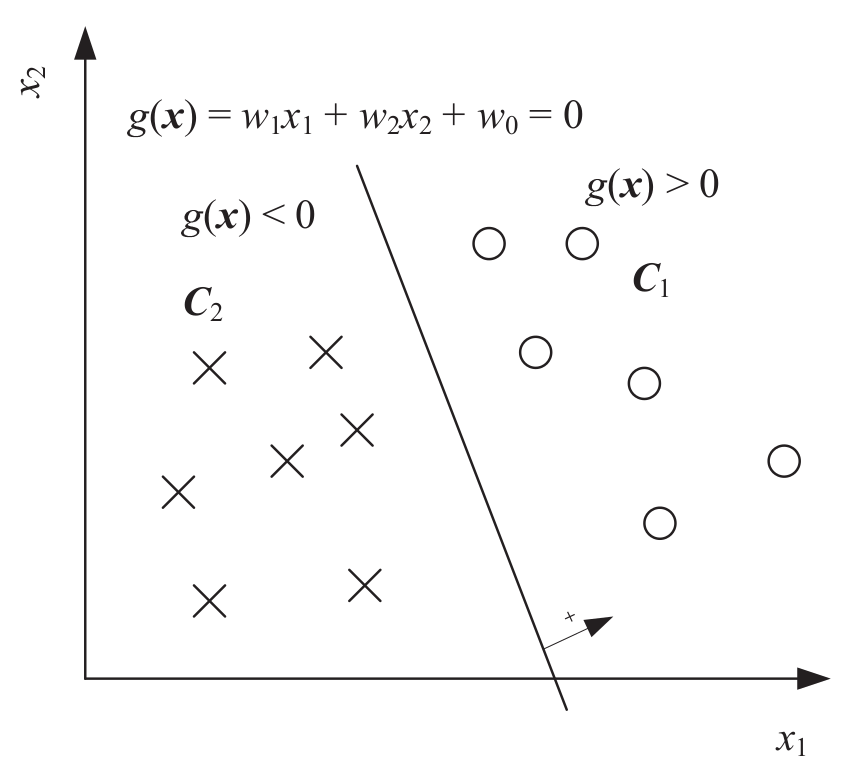 x₂
g(x) = w₁x₁ + w₂x₂ + w₀ = 0
g(x) > 0
g(x) < 0
C₁
C₂
+
x₁